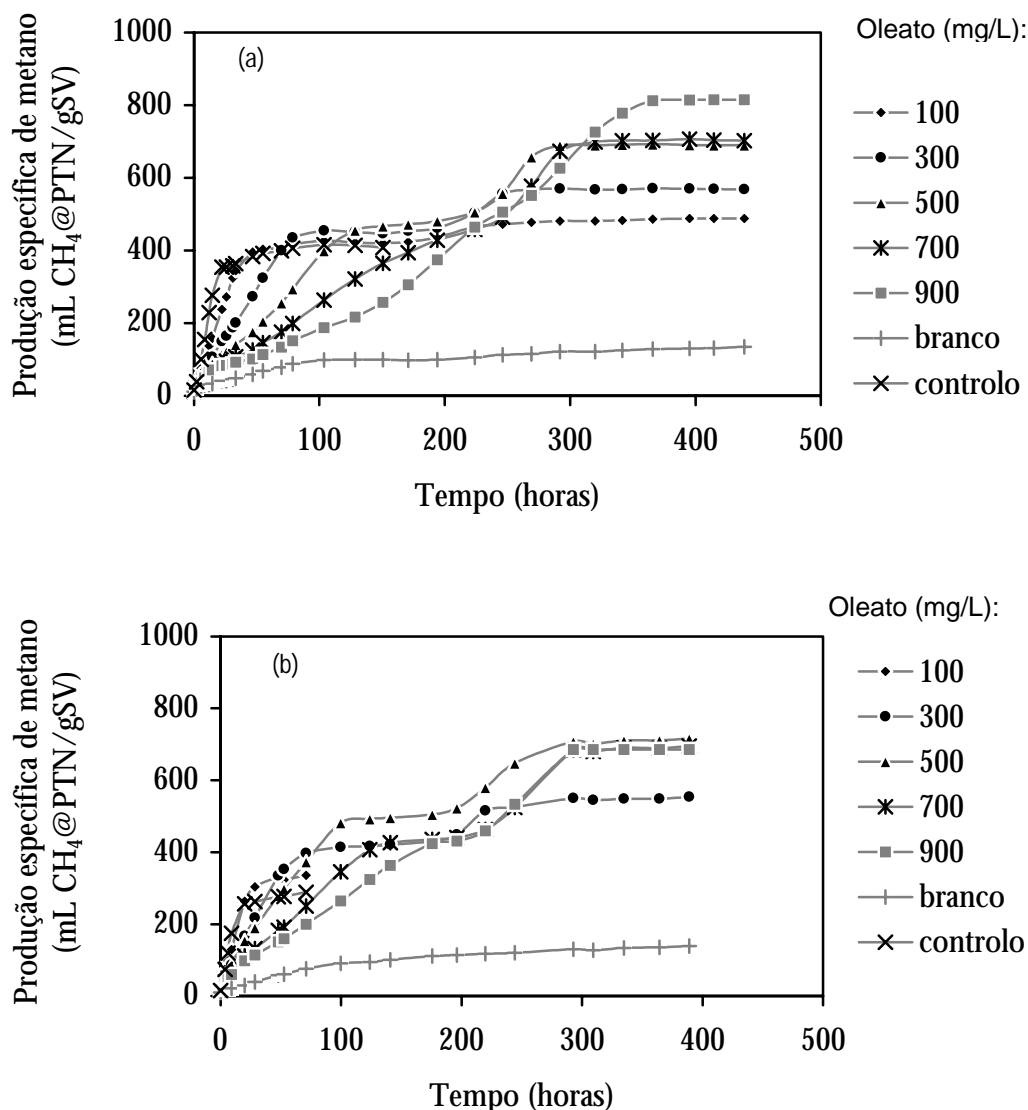 Oleato (mg/L):
(a)
Produção específica de metano
(mL CH4@PTN/gSV)
1000
800
600
400
200
0
0 100 200 300 400 500
Tempo (horas)
100
300
500
700
900
branco
controlo
Oleato (mg/L):
(b)
Produção específica de metano
(mL CH4@PTN/gSV)
1000
800
600
400
200
0
0 100 200 300 400 500
Tempo (horas)
100
300
500
700
900
branco
controlo